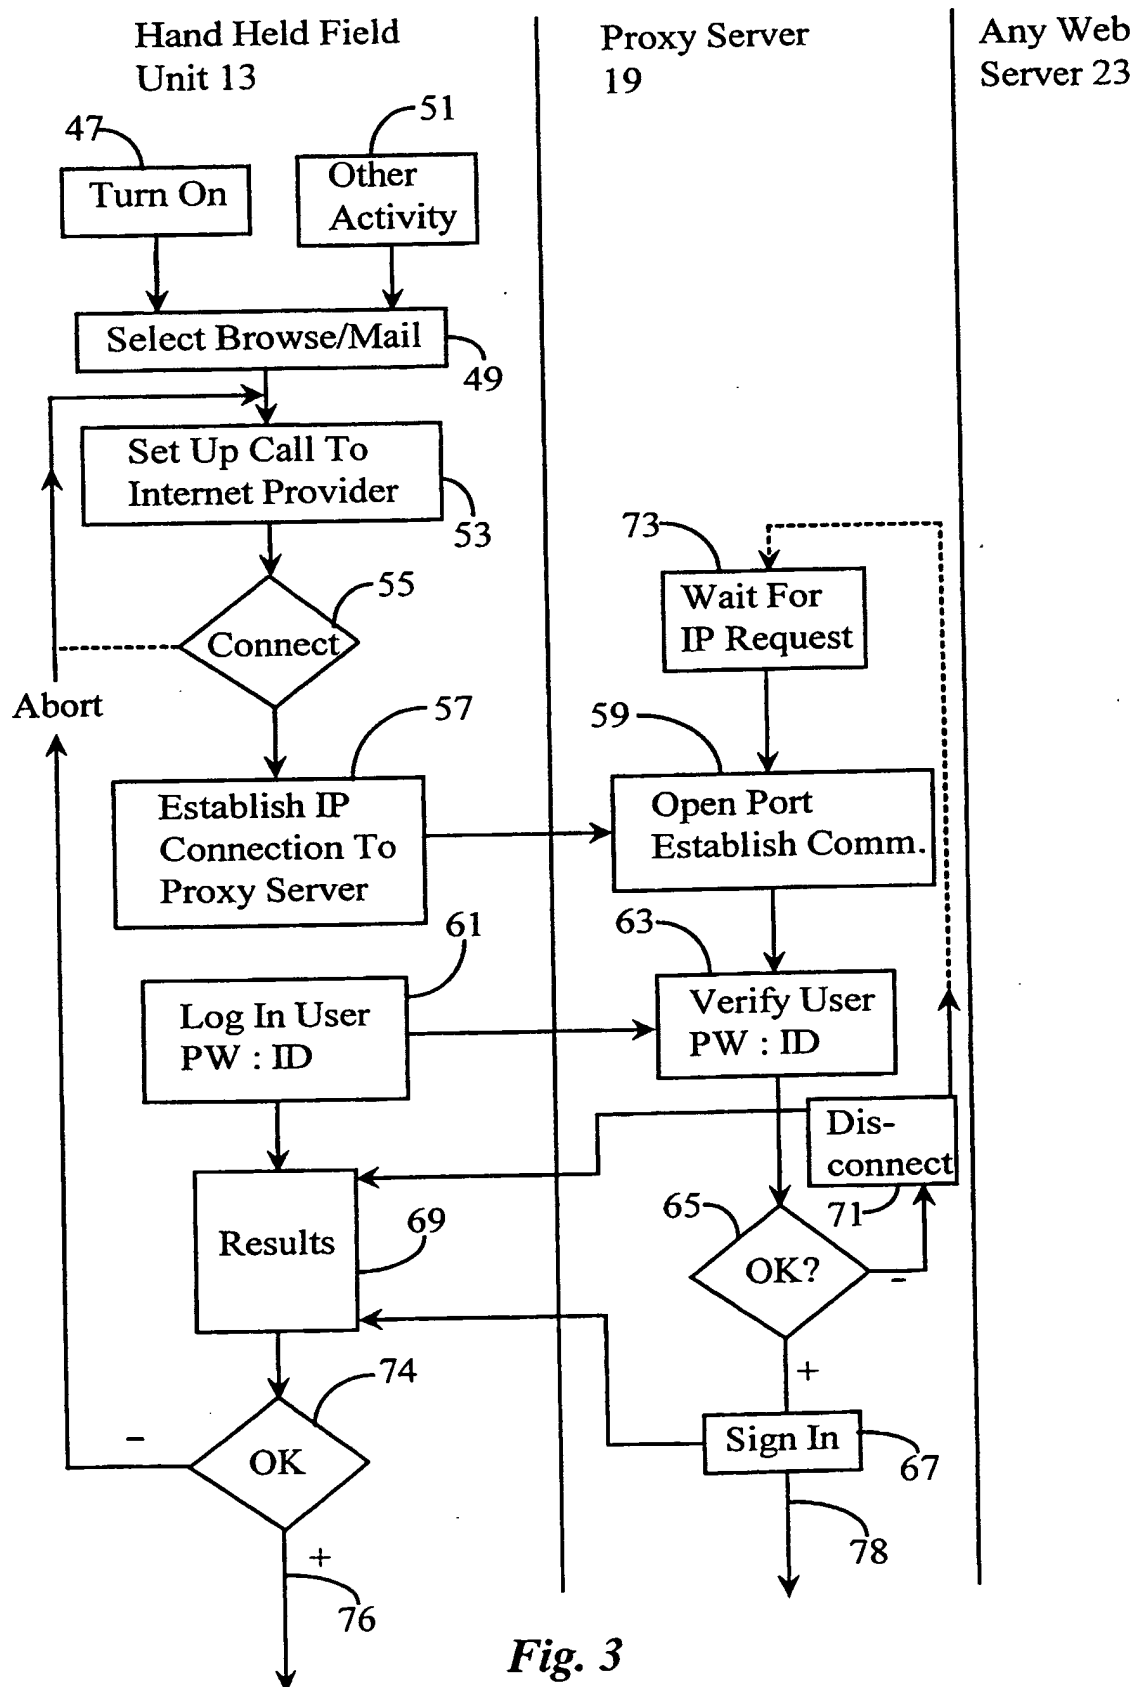 Hand Held Field
Unit 13
Proxy Server
19
Any Web
Server 23
47
51
Turn On
Other
Activity
Select Browse/Mail
49
Set Up Call To
Internet Provider
53
73
Wait For
IP Request
55
Connect
Abort
57
59
Establish IP
Connection To
Proxy Server
Open Port
Establish Comm.
61
63
Log In User
PW : ID
Verify User
PW : ID
Dis-
connect
71
65
OK?
-
+
Results
69
74
OK
-
+
76
Sign In
67
78
Fig. 3